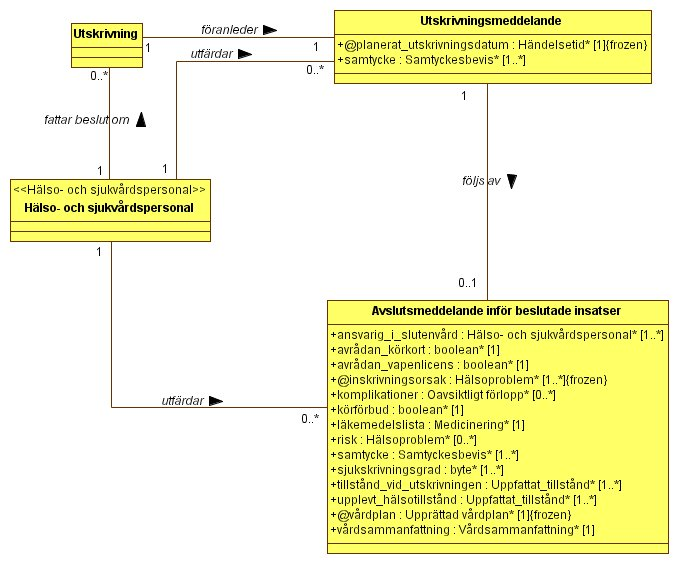 Utskrivning
föranleder
1
1
Utskrivningsmeddelande
+@planerat_utskrivningsdatum : Händelsetid* [1]{frozen}
+samtycke : Samtyckesbevis* [1..*]
utfärdar
0..*
0..*
fattar beslut om
1
1
1
följs av
0..1
<<Hälso- och sjukvårdspersonal>>
Hälso- och sjukvårdspersonal
1
utfärdar
0..*
Avslutsmeddelande inför beslutade insatser
+ansvarig_i_slutenvård : Hälso- och sjukvårdspersonal* [1..*]
+avrådan_körkort : boolean* [1]
+avrådan_vapenlicens : boolean* [1]
+@inskrivningsorsak : Hälsoproblem* [1..*]{frozen}
+komplikationer : Oavsiktligt förlopp* [0..*]
+körförbud : boolean* [1]
+läkemedelslista : Medicinering* [1]
+risk : Hälsoproblem* [0..*]
+samtycke : Samtyckesbevis* [1..*]
+sjukskrivningsgrad : byte* [1..*]
+tillstånd_vid_utskrivningen : Uppfattat_tillstånd* [1..*]
+upplevt_hälsotillstånd : Uppfattat_tillstånd* [1..*]
+@vårdplan : Upprättad vårdplan* [1]{frozen}
+vårdsammanfattning : Vårdsammanfattning* [1]